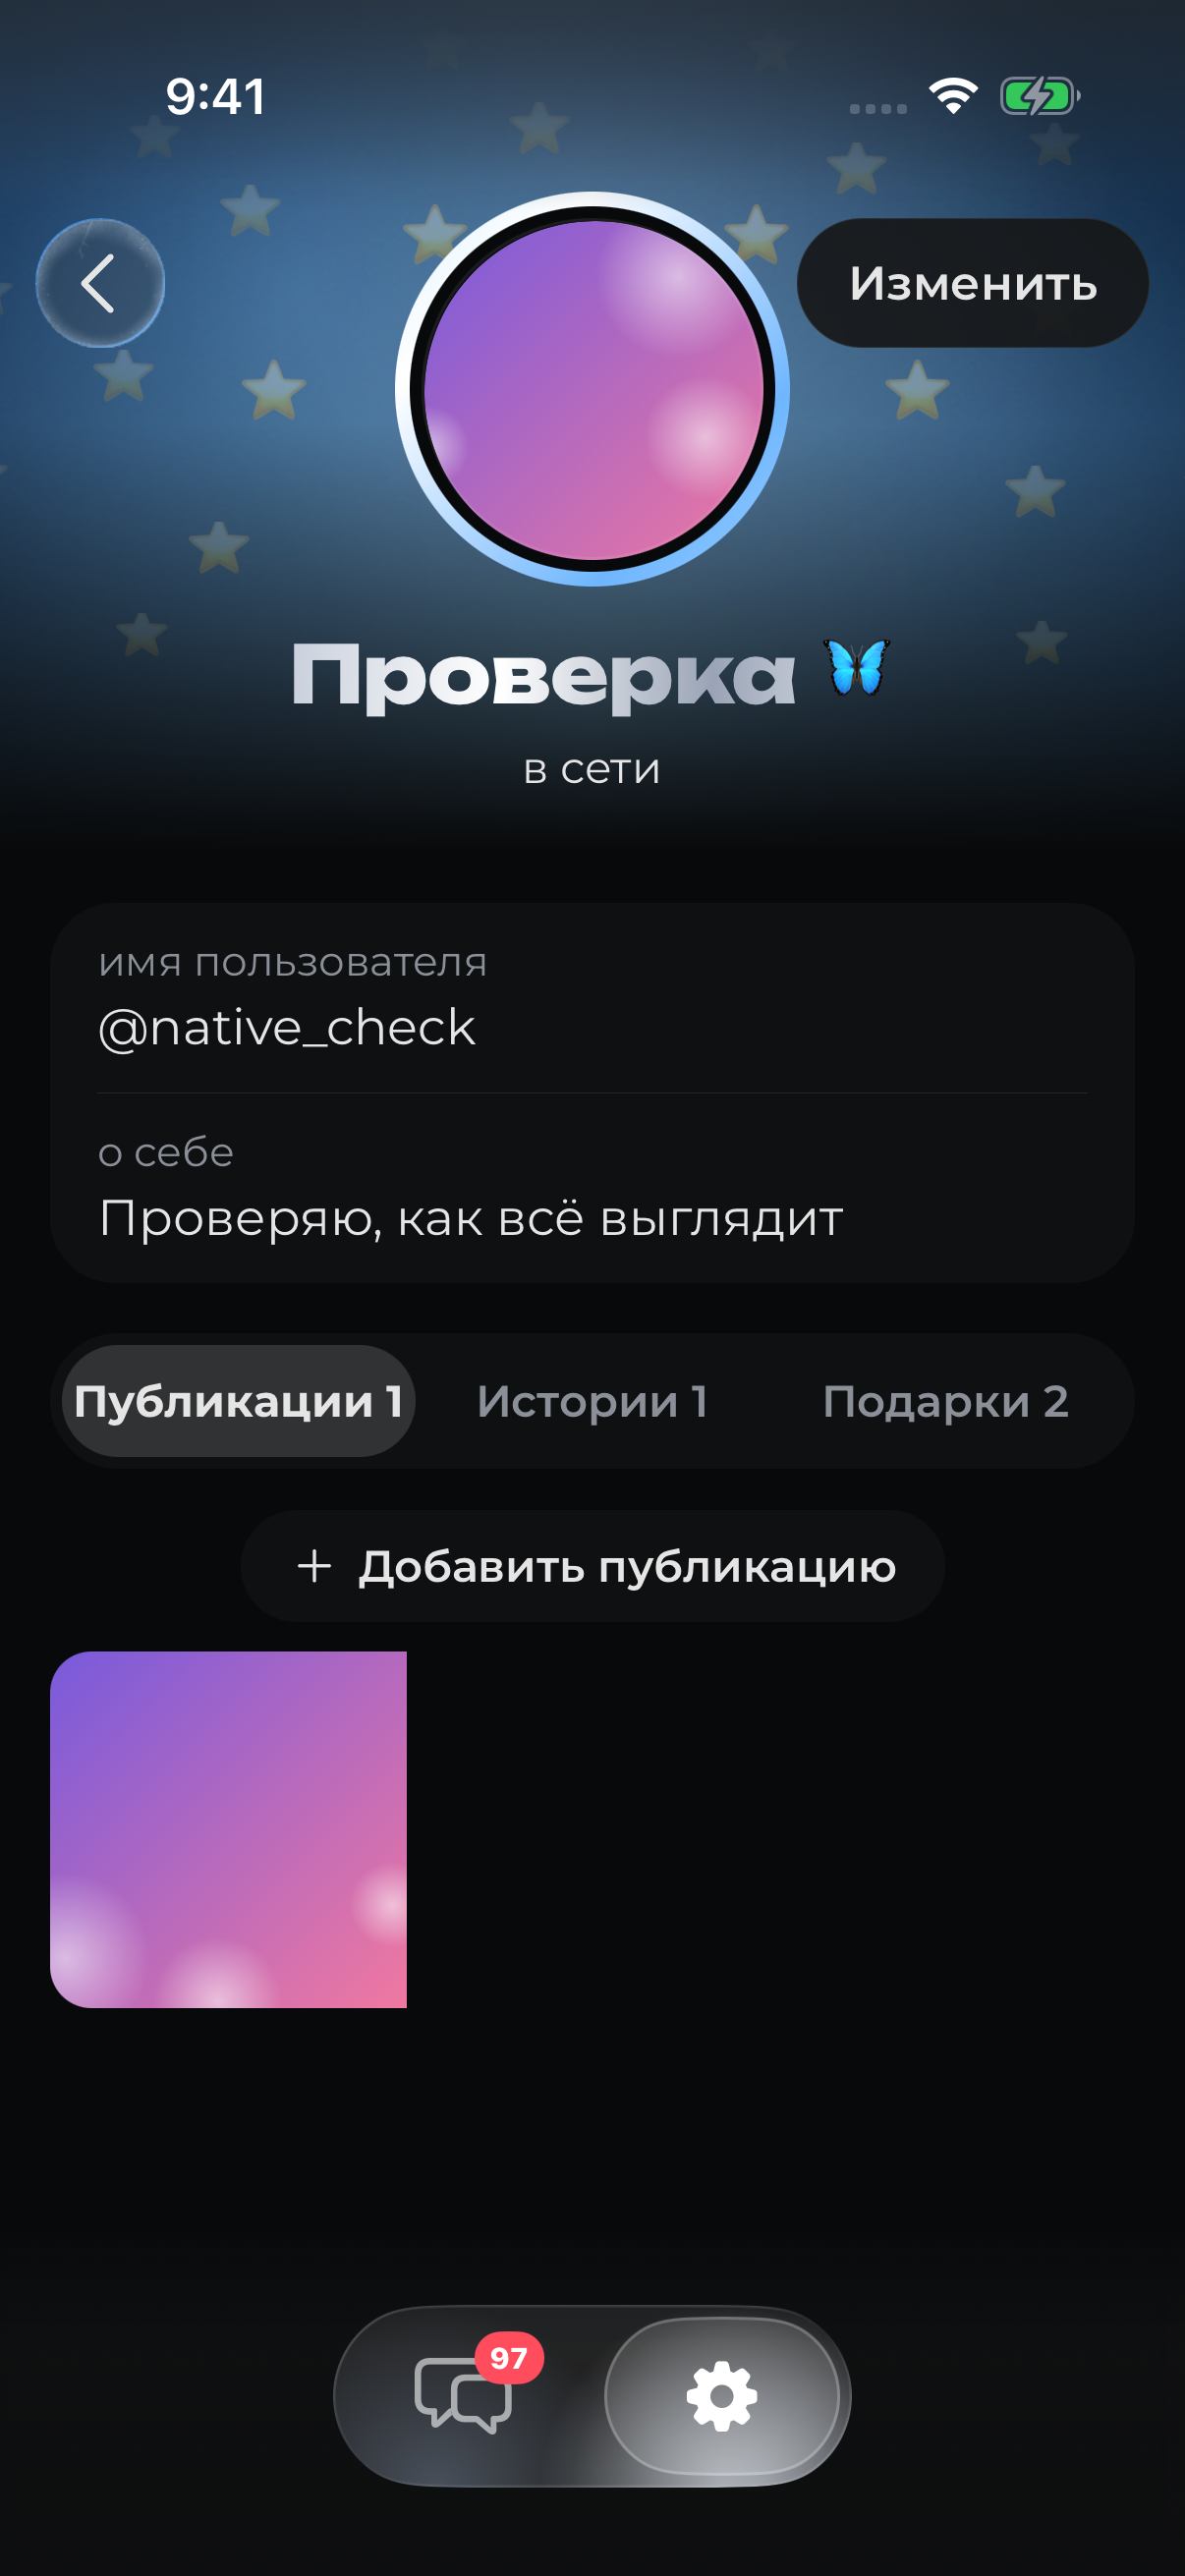 9:41
Изменить
Проверка 🦋
в сети
имя пользователя
@native_check
о себе
Проверяю, как всё выглядит
Публикации 1
Истории 1
Подарки 2
+ Добавить публикацию
97